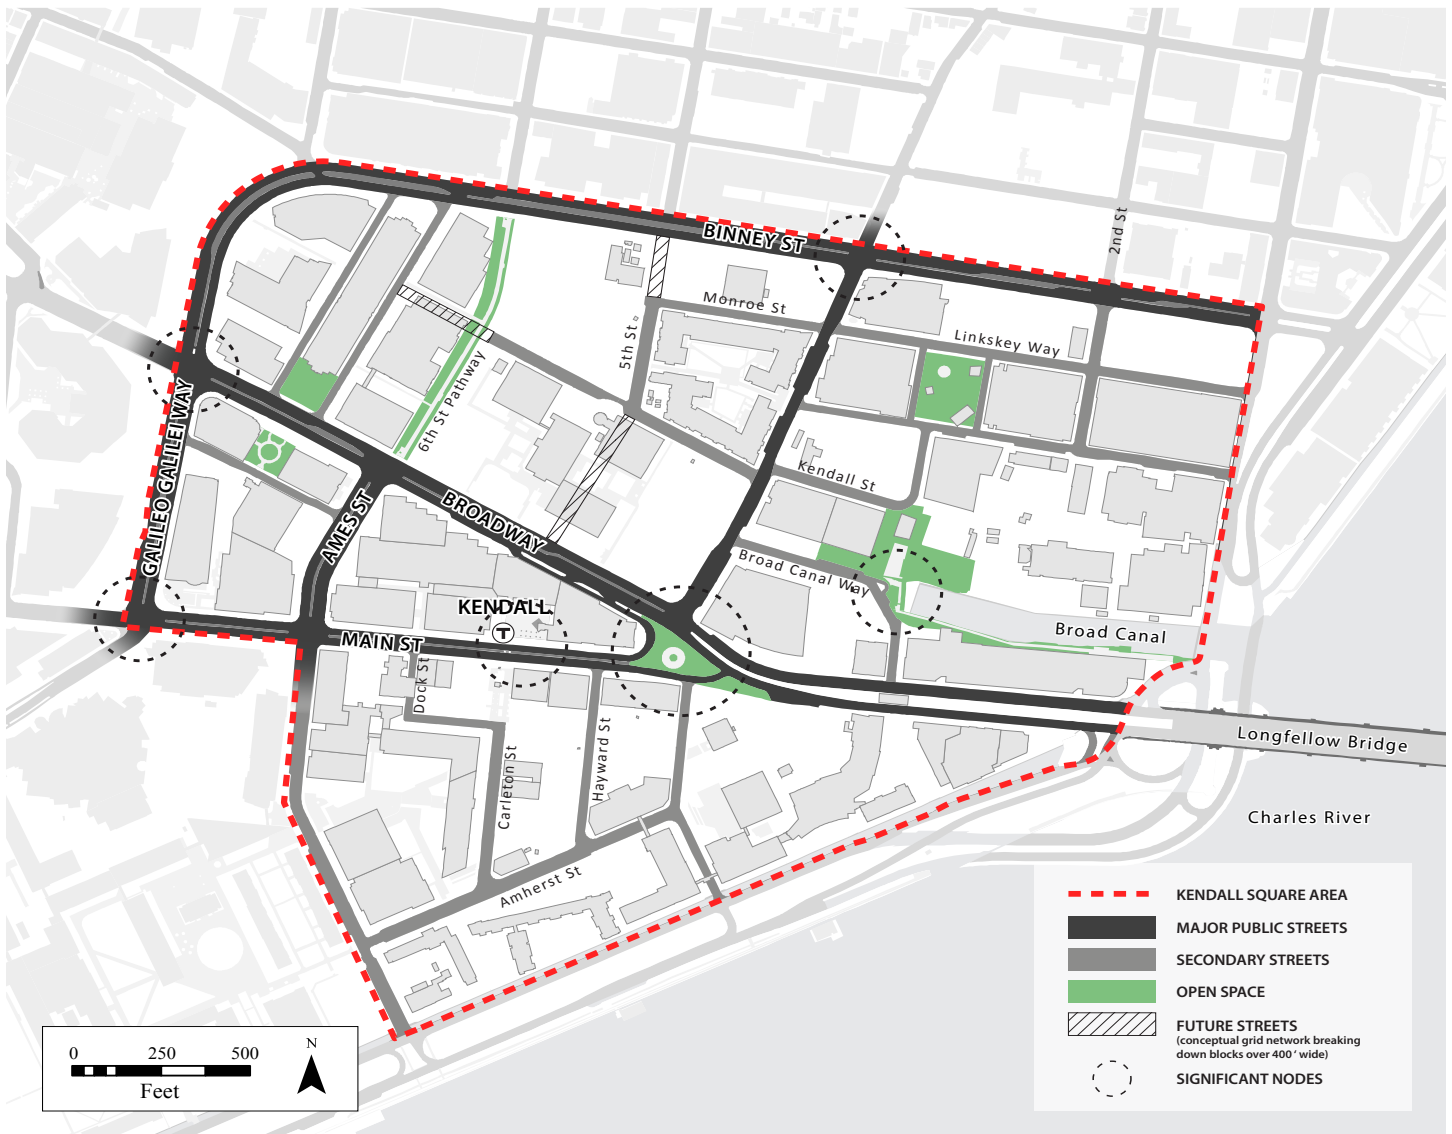 BINNEY ST
2nd St
Monroe St
Linkskey Way
5th St
6th St Pathway
GALILEO GALILEI WAY
AMES ST
BROADWAY
Kendall St
Broad Canal Way
KENDALL
T
MAIN ST
Broad Canal
Dock St
Carleton St
Hayward St
Longfellow Bridge
Charles River
Amherst St
KENDALL SQUARE AREA
MAJOR PUBLIC STREETS
SECONDARY STREETS
OPEN SPACE
FUTURE STREETS
(conceptual grid network breaking
down blocks over 400 ' wide)
SIGNIFICANT NODES
0 250 500
Feet
N